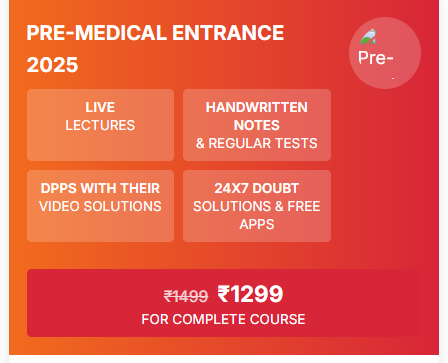 PRE-MEDICAL ENTRANCE
2025
Pre-
LIVE
LECTURES
HANDWRITTEN
NOTES
& REGULAR TESTS
DPPS WITH THEIR
VIDEO SOLUTIONS
24X7 DOUBT
SOLUTIONS & FREE
APPS
₹1499 ₹1299
FOR COMPLETE COURSE